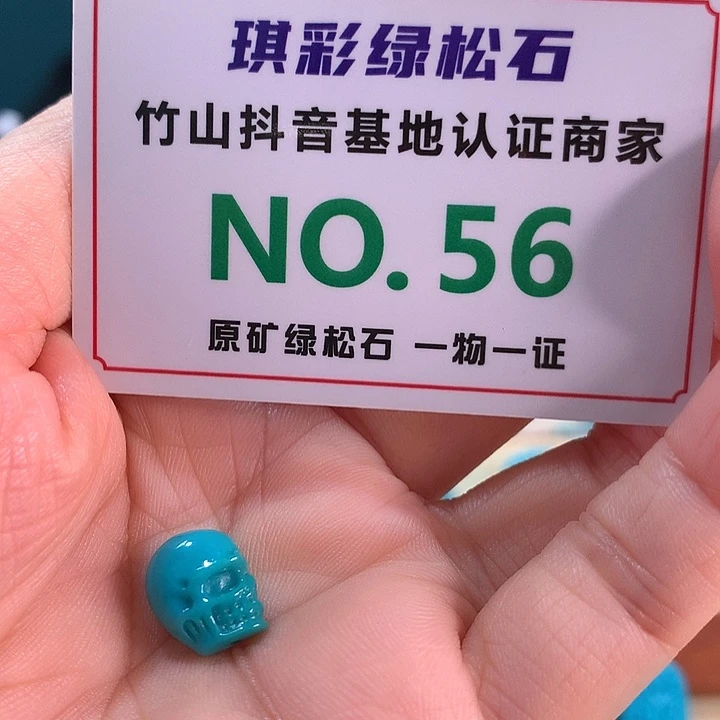 琪彩绿松石
竹山抖音基地认证商家
NO.56
原矿绿松石 一物一证